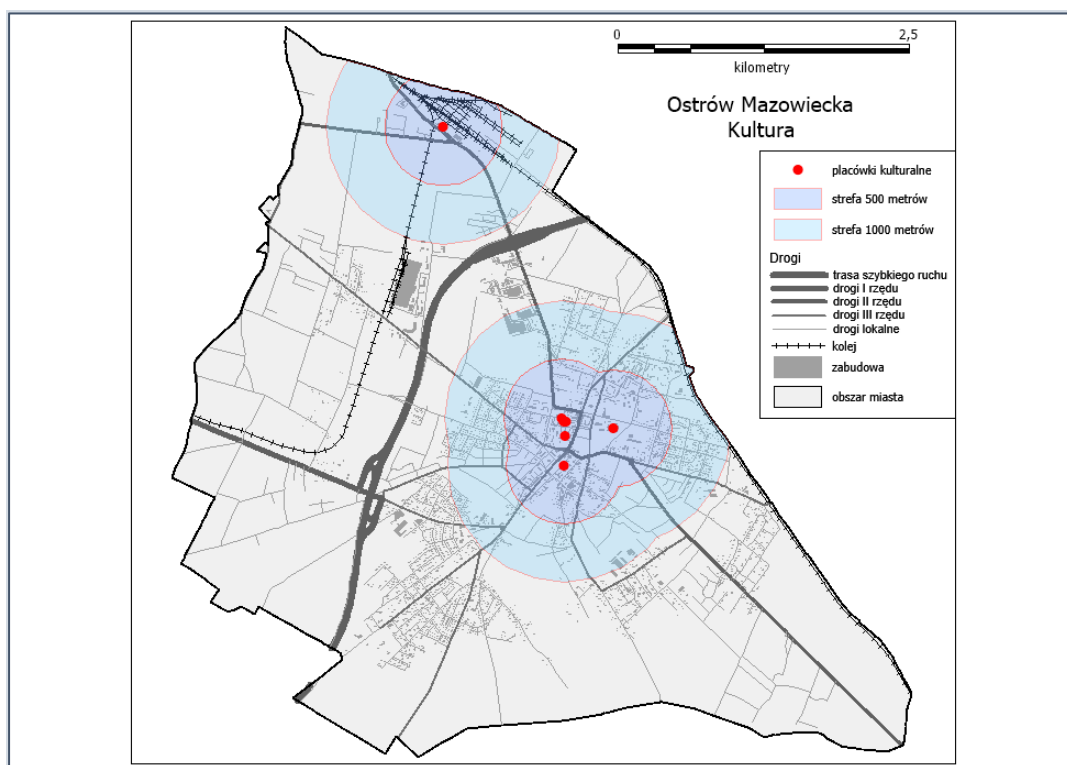 0 2,5
kilometry
Ostrów Mazowiecka
Kultura
placówki kulturalne
strefa 500 metrów
strefa 1000 metrów
Drogi
trasa szybkiego ruchu
drogi I rzędu
drogi II rzędu
drogi III rzędu
drogi lokalne
kolej
zabudowa
obszar miasta